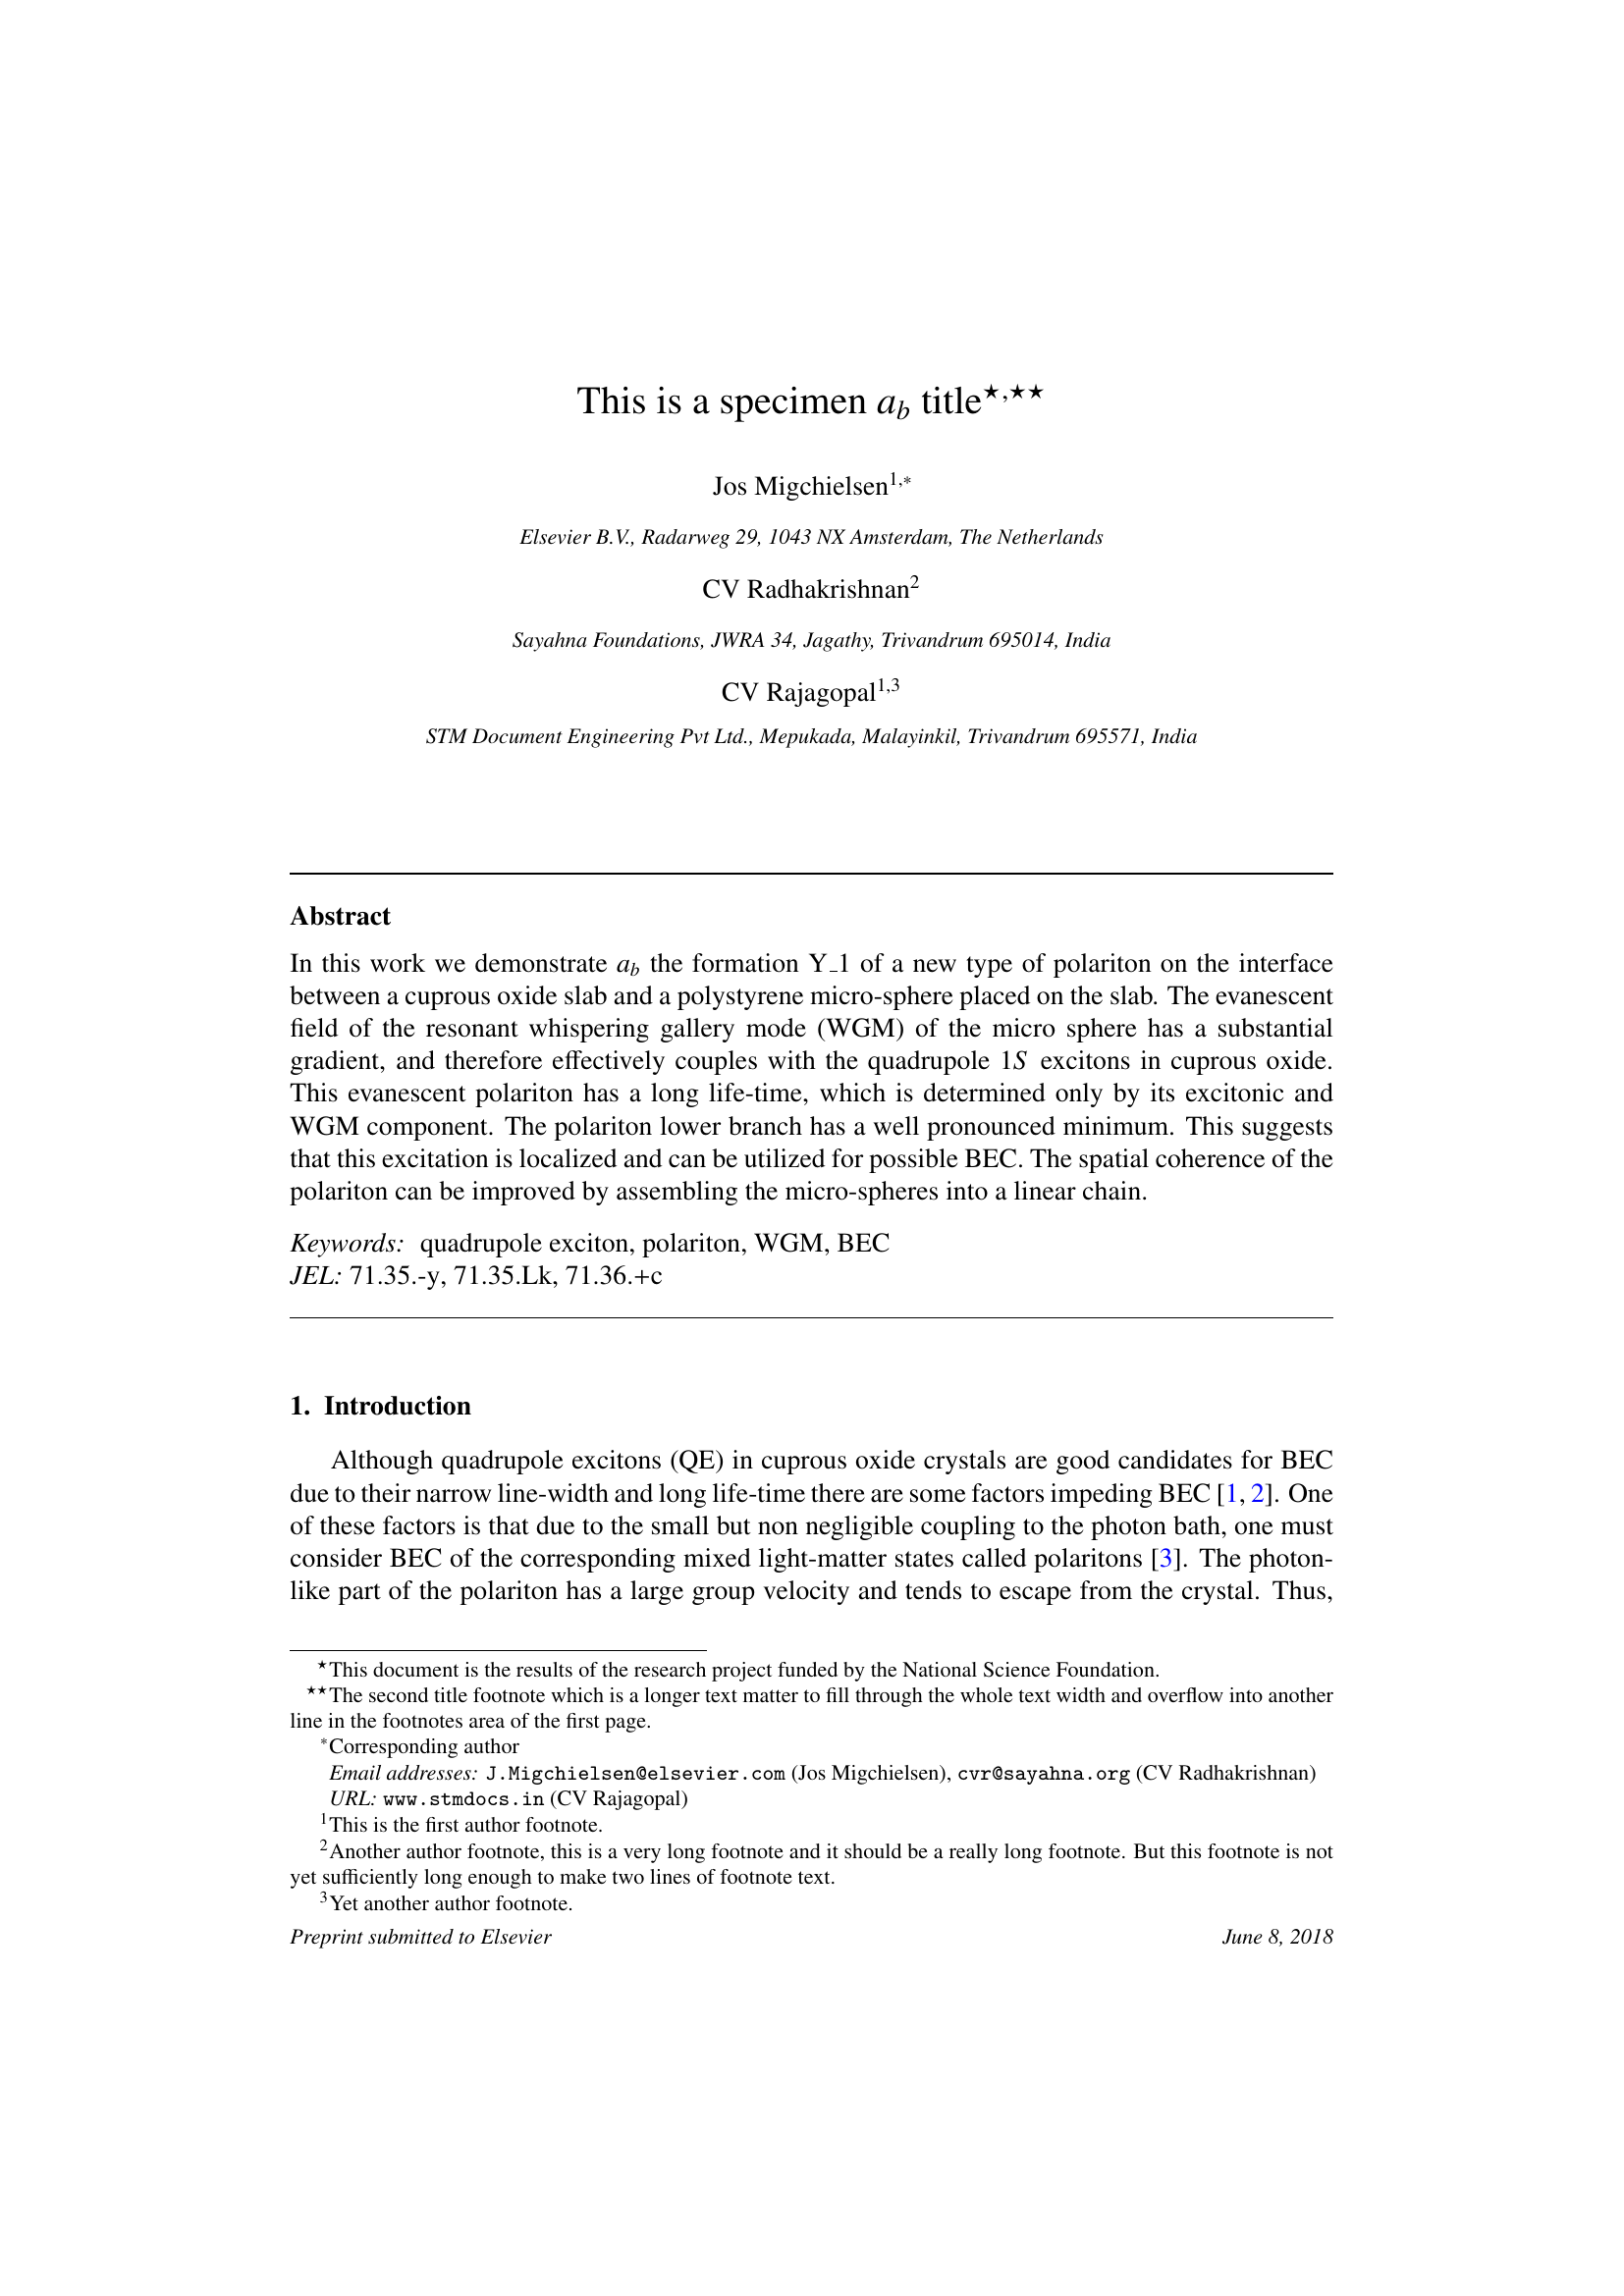 This is a specimen a_b title⋆,⋆⋆
Jos Migchielsen1,∗
Elsevier B.V., Radarweg 29, 1043 NX Amsterdam, The Netherlands
CV Radhakrishnan2
Sayahna Foundations, JWRA 34, Jagathy, Trivandrum 695014, India
CV Rajagopal1,3
STM Document Engineering Pvt Ltd., Mepukada, Malayinkil, Trivandrum 695571, India
Abstract
In this work we demonstrate a_b the formation Y_1 of a new type of polariton on the interface
between a cuprous oxide slab and a polystyrene micro-sphere placed on the slab. The evanescent
field of the resonant whispering gallery mode (WGM) of the micro sphere has a substantial
gradient, and therefore effectively couples with the quadrupole 1S excitons in cuprous oxide.
This evanescent polariton has a long life-time, which is determined only by its excitonic and
WGM component. The polariton lower branch has a well pronounced minimum. This suggests
that this excitation is localized and can be utilized for possible BEC. The spatial coherence of the
polariton can be improved by assembling the micro-spheres into a linear chain.
Keywords: quadrupole exciton, polariton, WGM, BEC
JEL: 71.35.-y, 71.35.Lk, 71.36.+c
1. Introduction
Although quadrupole excitons (QE) in cuprous oxide crystals are good candidates for BEC
due to their narrow line-width and long life-time there are some factors impeding BEC [1, 2]. One
of these factors is that due to the small but non negligible coupling to the photon bath, one must
consider BEC of the corresponding mixed light-matter states called polaritons [3]. The photon-
like part of the polariton has a large group velocity and tends to escape from the crystal. Thus,
⋆This document is the results of the research project funded by the National Science Foundation.
⋆⋆The second title footnote which is a longer text matter to fill through the whole text width and overflow into another
line in the footnotes area of the first page.
∗Corresponding author
Email addresses: J.Migchielsen@elsevier.com (Jos Migchielsen), cvr@sayahna.org (CV Radhakrishnan)
URL: www.stmdocs.in (CV Rajagopal)
1This is the first author footnote.
2Another author footnote, this is a very long footnote and it should be a really long footnote. But this footnote is not
yet sufficiently long enough to make two lines of footnote text.
3Yet another author footnote.
Preprint submitted to Elsevier June 8, 2018